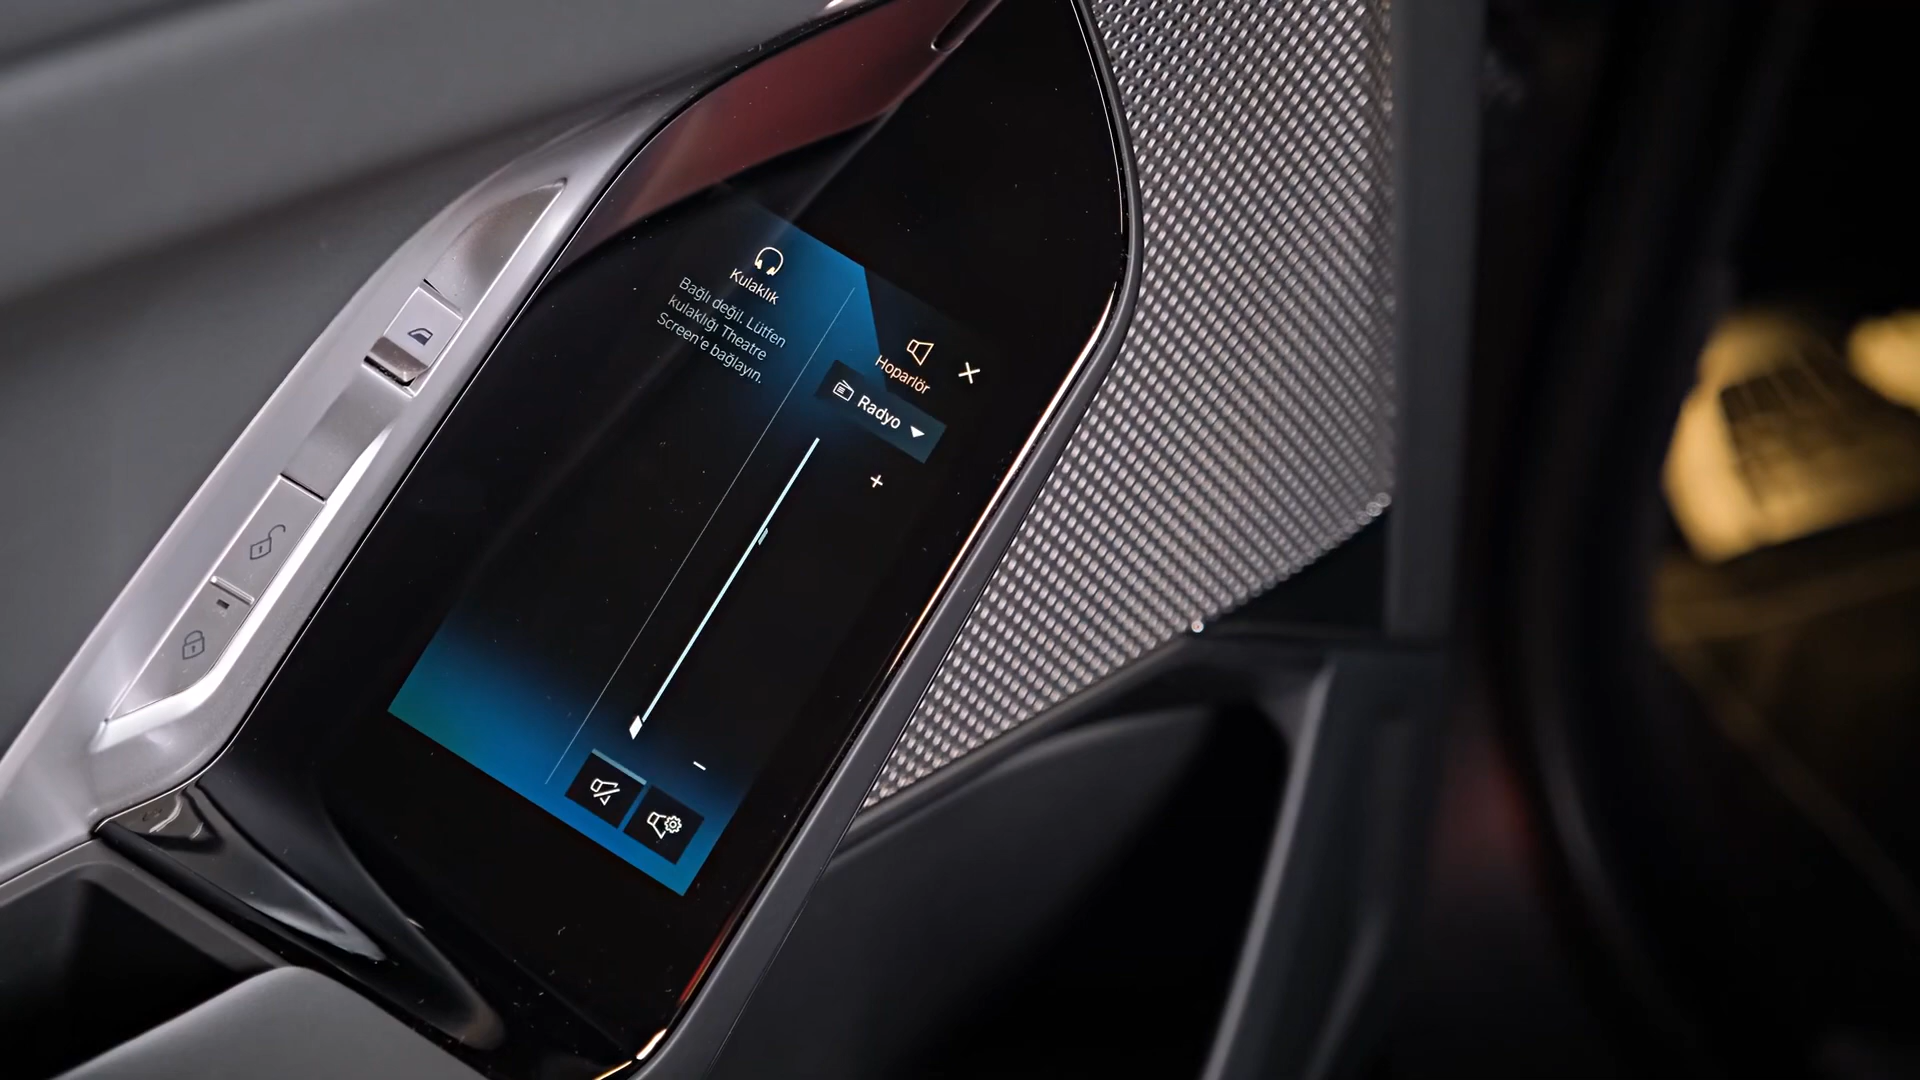 Kulaklık
Bağlı değil. Lütfen
kulaklığı Theatre
Screen'e bağlayın.
Hoparlör
Radyo